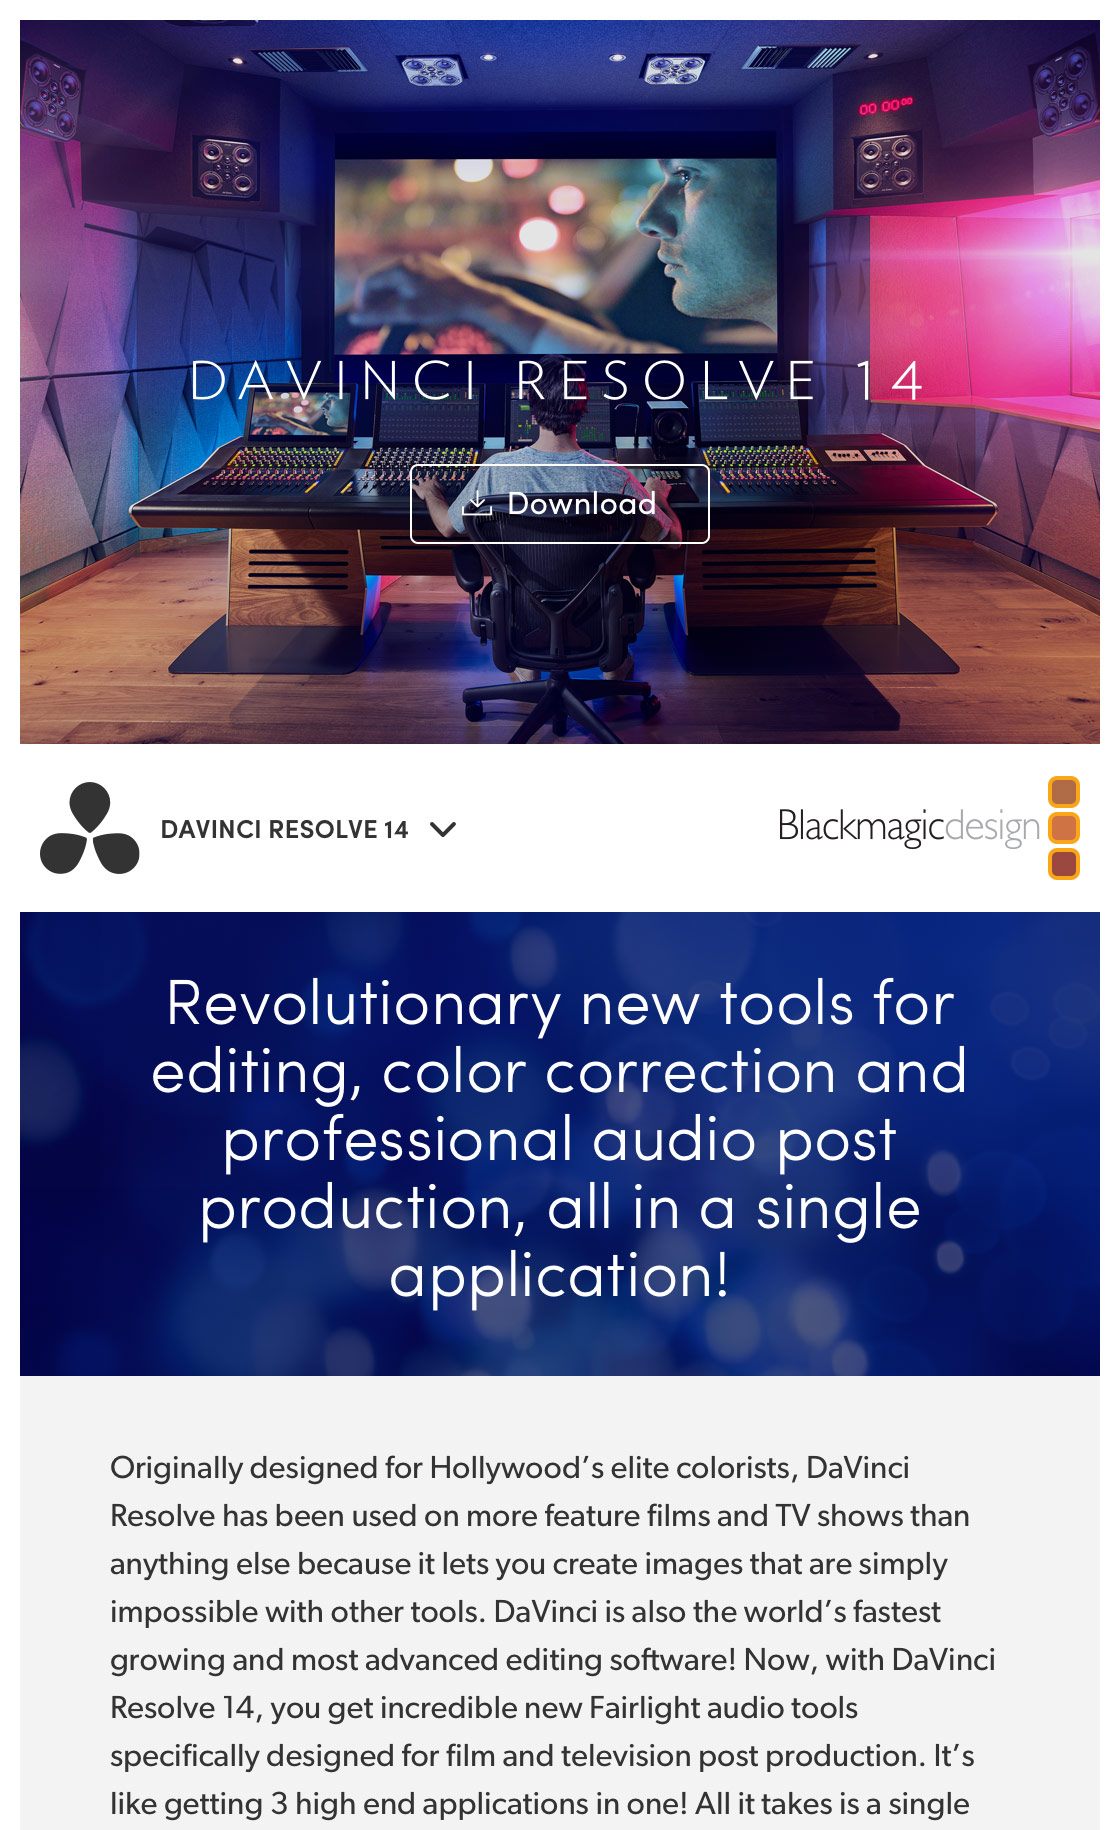 00 00 00
DAVINCI RESOLVE 14
Download
DAVINCI RESOLVE 14
Blackmagicdesign
Revolutionary new tools for
editing, color correction and
professional audio post
production, all in a single
application!
Originally designed for Hollywood’s elite colorists, DaVinci
Resolve has been used on more feature films and TV shows than
anything else because it lets you create images that are simply
impossible with other tools. DaVinci is also the world’s fastest
growing and most advanced editing software! Now, with DaVinci
Resolve 14, you get incredible new Fairlight audio tools
specifically designed for film and television post production. It’s
like getting 3 high end applications in one! All it takes is a single